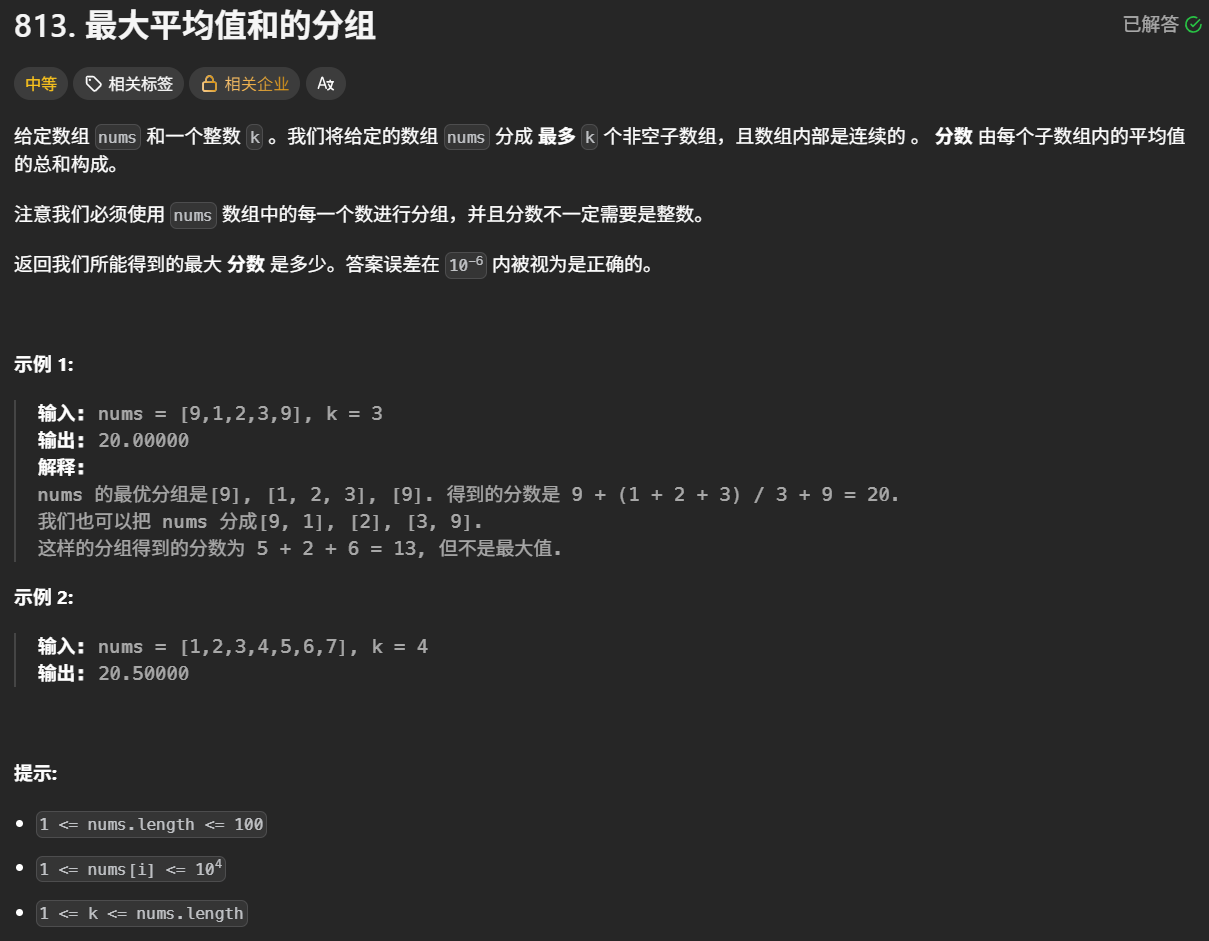 813. 最大平均值和的分组
已解答
中等 相关标签 相关企业
给定数组 nums 和一个整数 k 。我们将给定的数组 nums 分成 最多 k 个非空子数组，且数组内部是连续的 。 分数 由每个子数组内的平均值
的总和构成。
注意我们必须使用 nums 数组中的每一个数进行分组，并且分数不一定需要是整数。
返回我们所能得到的最大 分数 是多少。答案误差在 10⁻⁶ 内被视为是正确的。
示例 1:
输入: nums = [9,1,2,3,9], k = 3
输出: 20.00000
解释:
nums 的最优分组是[9], [1, 2, 3], [9]. 得到的分数是 9 + (1 + 2 + 3) / 3 + 9 = 20.
我们也可以把 nums 分成[9, 1], [2], [3, 9].
这样的分组得到的分数为 5 + 2 + 6 = 13, 但不是最大值.
示例 2:
输入: nums = [1,2,3,4,5,6,7], k = 4
输出: 20.50000
提示:
1 <= nums.length <= 100
1 <= nums[i] <= 10⁴
1 <= k <= nums.length